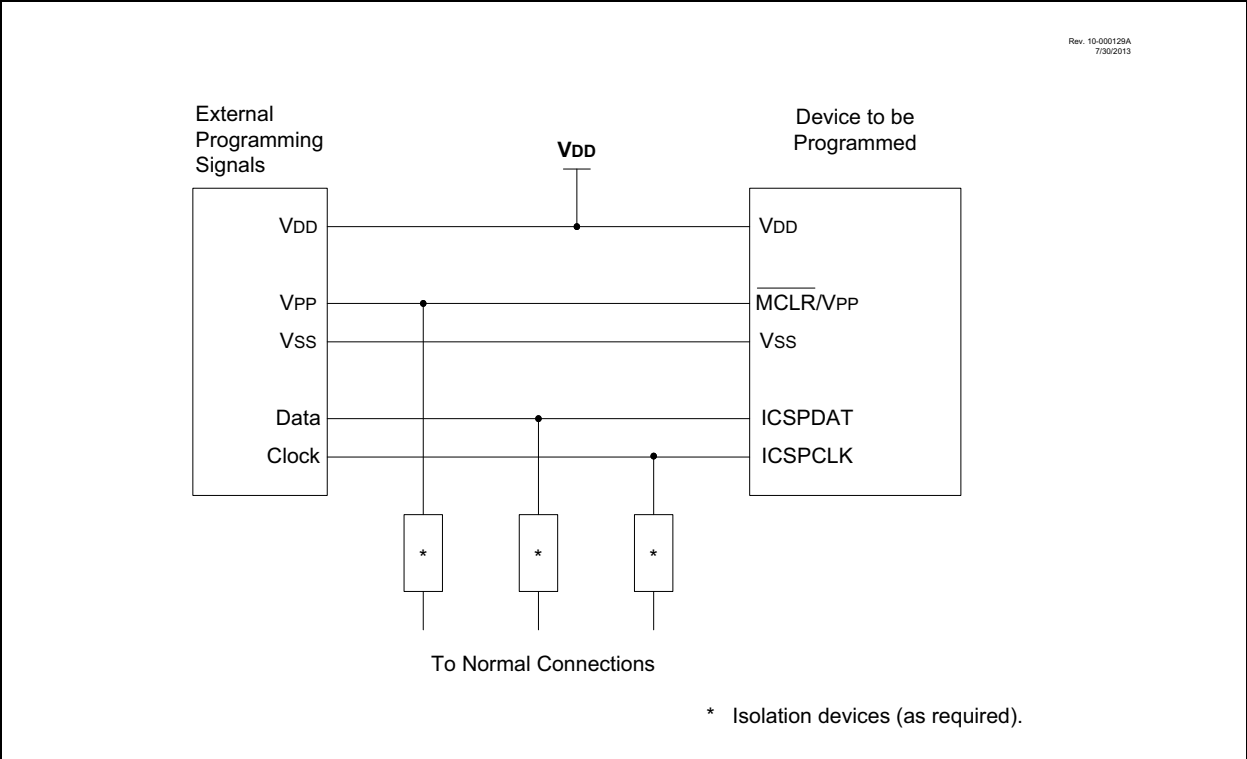 Rev. 10-000129A
7/30/2013
External
Programming
Signals
Device to be
Programmed
VDD
VDD
VDD
VPP
MCLR/VPP
VSS
VSS
Data
ICSPDAT
Clock
ICSPCLK
*
*
*
To Normal Connections
* Isolation devices (as required).